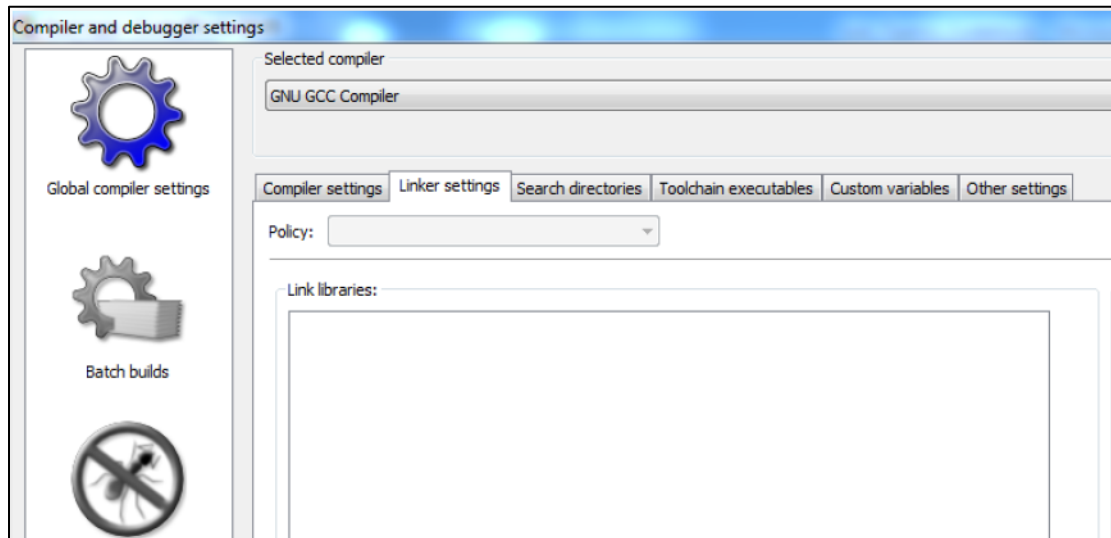 Compiler and debugger settings
Selected compiler
GNU GCC Compiler
Global compiler settings
Compiler settings Linker settings Search directories Toolchain executables Custom variables Other settings
Policy:
Link libraries:
Batch builds